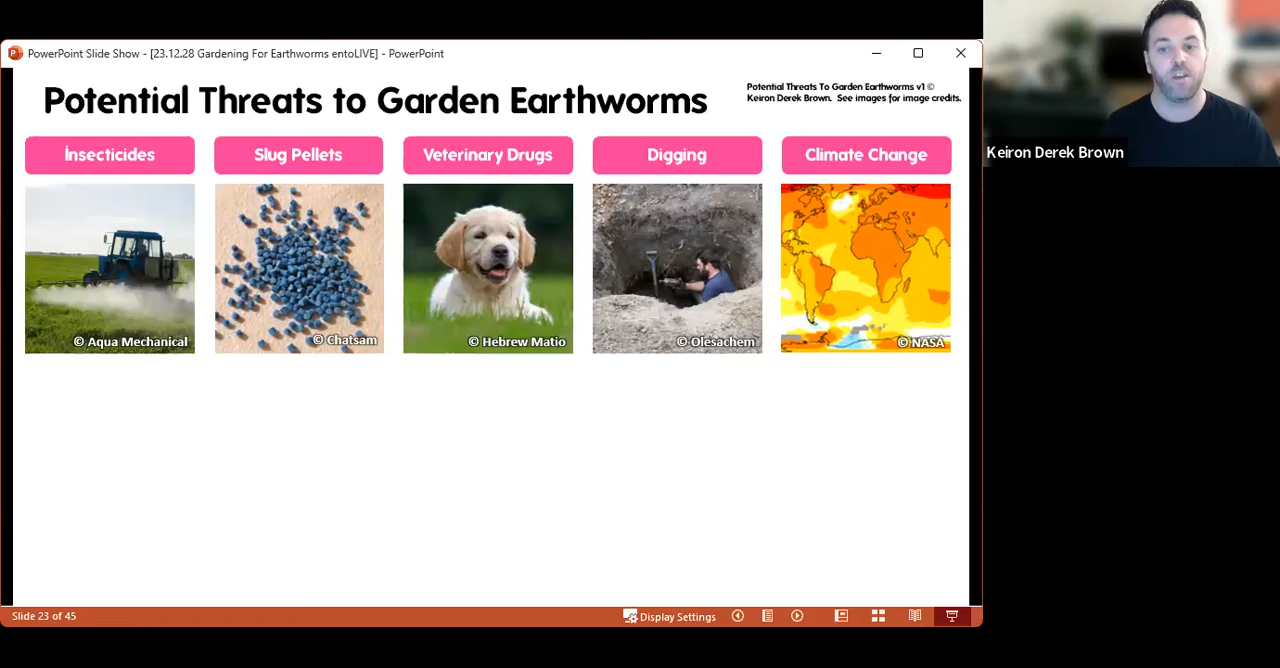 PowerPoint Slide Show - [23.12.28 Gardening For Earthworms entoLIVE] - PowerPoint
Potential Threats to Garden Earthworms
Potential Threats To Garden Earthworms v1 ©
Keiron Derek Brown. See images for image credits.
Insecticides
Slug Pellets
Veterinary Drugs
Digging
Climate Change
© Aqua Mechanical
© Chatsam
© Hebrew Matio
© Olesachem
© NASA
Keiron Derek Brown
Slide 23 of 45
Display Settings